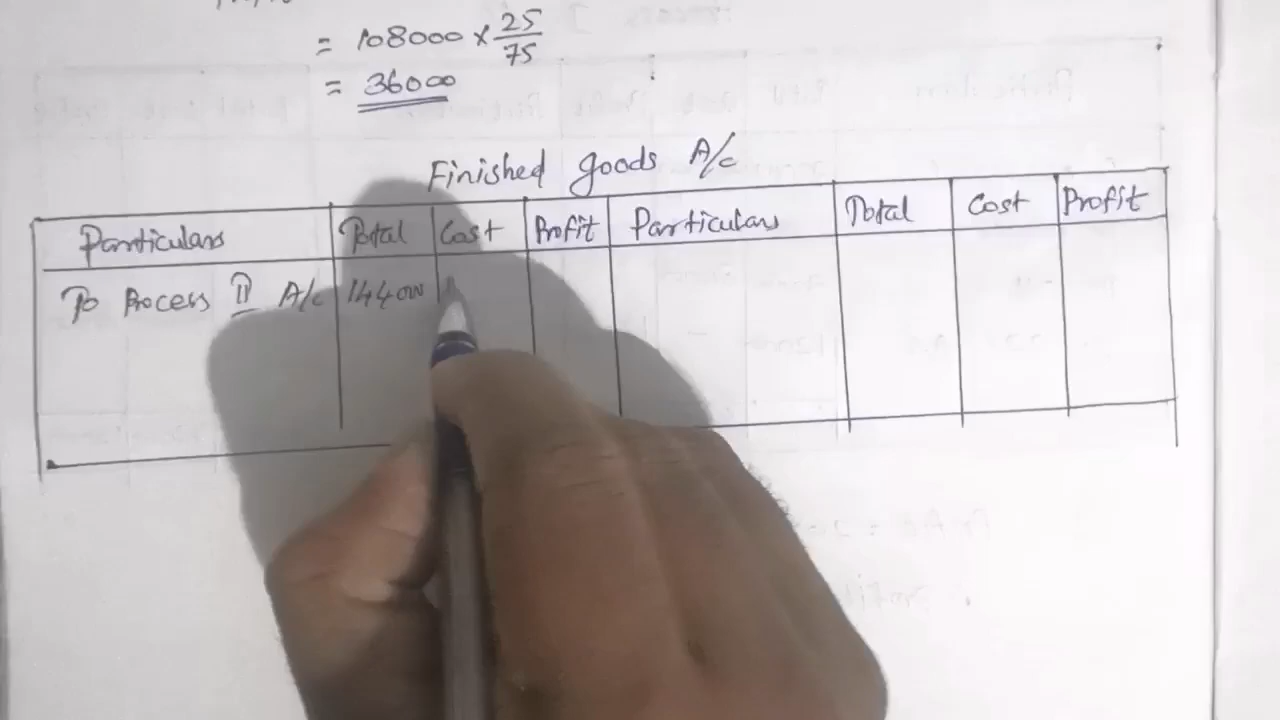 = 108000 × 25/75
= 36000
Finished goods A/c
Particulars Total Cost Profit Particulars Total Cost Profit
To Process II A/c 144000